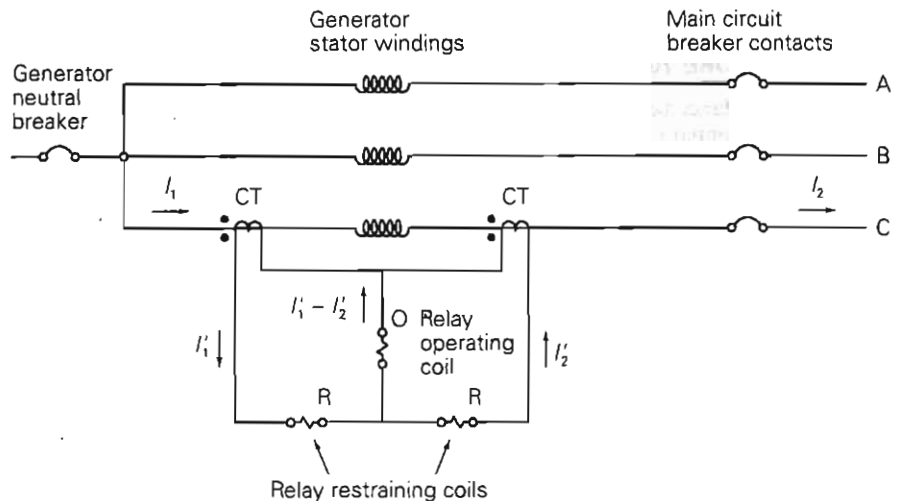 Generator
stator windings
Main circuit
breaker contacts
Generator
neutral
breaker
A
B
I₁
CT
CT
I₂
C
I′₁ – I′₂
O Relay
operating
coil
I′₁
I′₂
R
R
Relay restraining coils